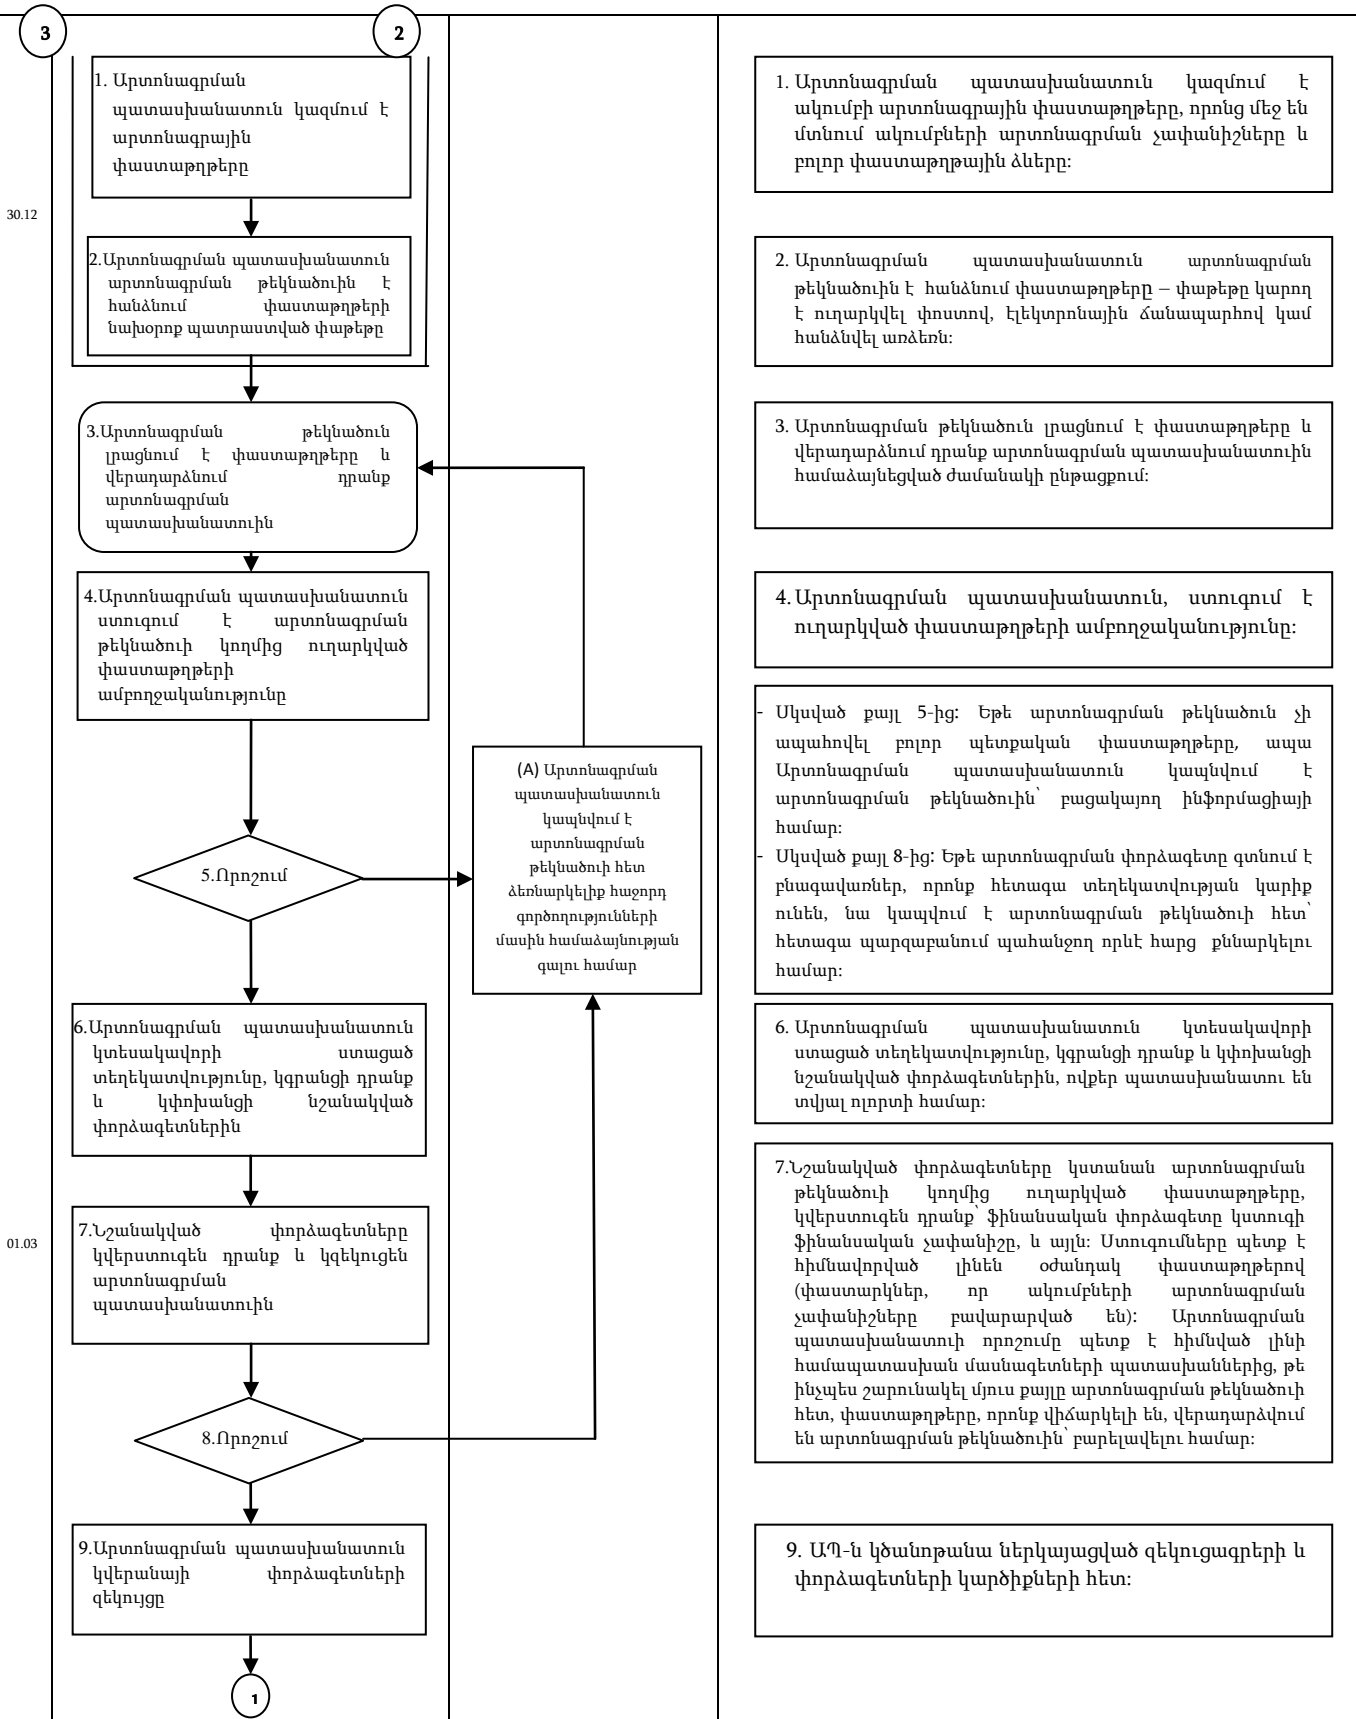 3
2
1. Արտոնագրման
պատասխանատուն կազմում է
արտոնագրային
փաստաթղթերը
30.12
2.Արտոնագրման պատասխանատուն
արտոնագրման թեկնածուին է
հանձնում փաստաթղթերի
նախօրոք պատրաստված փաթեթը
3.Արտոնագրման թեկնածուն
լրացնում է փաստաթղթերը և
վերադարձնում դրանք
արտոնագրման
պատասխանատուին
4.Արտոնագրման պատասխանատուն
ստուգում է արտոնագրման
թեկնածուի կողմից ուղարկված
փաստաթղթերի
ամբողջականությունը
5.Որոշում
6.Արտոնագրման պատասխանատուն
կտեսակավորի ստացած
տեղեկատվությունը, կգրանցի դրանք
և կփոխանցի նշանակված
փորձագետներին
01.03
7.Նշանակված փորձագետները
կվերստուգեն դրանք և կզեկուցեն
արտոնագրման
պատասխանատուին
8.Որոշում
9.Արտոնագրման պատասխանատուն
կվերանայի փորձագետների
զեկույցը
1
(A) Արտոնագրման
պատասխանատուն
կապնվում է
արտոնագրման
թեկնածուի հետ
ձեռնարկելիք հաջորդ
գործողությունների
մասին համաձայնության
գալու համար
1. Արտոնագրման պատասխանատուն կազմում է
ակումբի արտոնագրային փաստաթղթերը, որոնց մեջ են
մտնում ակումբների արտոնագրման չափանիշները և
բոլոր փաստաթղթային ձևերը:
2. Արտոնագրման պատասխանատուն արտոնագրման
թեկնածուին է հանձնում փաստաթղթերը – փաթեթը կարող
է ուղարկվել փոստով, էլեկտրոնային ճանապարհով կամ
հանձնվել առձեռն:
3. Արտոնագրման թեկնածուն լրացնում է փաստաթղթերը և
վերադարձնում դրանք արտոնագրման պատասխանատուին
համաձայնեցված ժամանակի ընթացքում:
4. Արտոնագրման պատասխանատուն, ստուգում է
ուղարկված փաստաթղթերի ամբողջականությունը:
- Սկսված քայլ 5-ից: Եթե արտոնագրման թեկնածուն չի
ապահովել բոլոր պետքական փաստաթղթերը, ապա
Արտոնագրման պատասխանատուն կապնվում է
արտոնագրման թեկնածուին՝ բացակայող ինֆորմացիայի
համար:
- Սկսված քայլ 8-ից: Եթե արտոնագրման փորձագետը գտնում է
բնագավառներ, որոնք հետագա տեղեկատվության կարիք
ունեն, նա կապվում է արտոնագրման թեկնածուի հետ՝
հետագա պարզաբանում պահանջող որևէ հարց քննարկելու
համար:
6. Արտոնագրման պատասխանատուն կտեսակավորի
ստացած տեղեկատվությունը, կգրանցի դրանք և կփոխանցի
նշանակված փորձագետներին, ովքեր պատասխանատու են
տվյալ ոլորտի համար:
7.Նշանակված փորձագետները կստանան արտոնագրման
թեկնածուի կողմից ուղարկված փաստաթղթերը,
կվերստուգեն դրանք՝ ֆինանսական փորձագետը կստուգի
ֆինանսական չափանիշը, և այլն: Ստուգումները պետք է
հիմնավորված լինեն օժանդակ փաստաթղթերով
(փաստարկներ, որ ակումբների արտոնագրման
չափանիշները բավարարված են): Արտոնագրման
պատասխանատուի որոշումը պետք է հիմնված լինի
համապատասխան մասնագետների պատասխաններից, թե
ինչպես շարունակել մյուս քայլը արտոնագրման թեկնածուի
հետ, փաստաթղթերը, որոնք վիճարկելի են, վերադարձվում
են արտոնագրման թեկնածուին՝ բարելավելու համար:
9. ԱՊ-ն կծանոթանա ներկայացված զեկուցագրերի և
փորձագետների կարծիքների հետ: